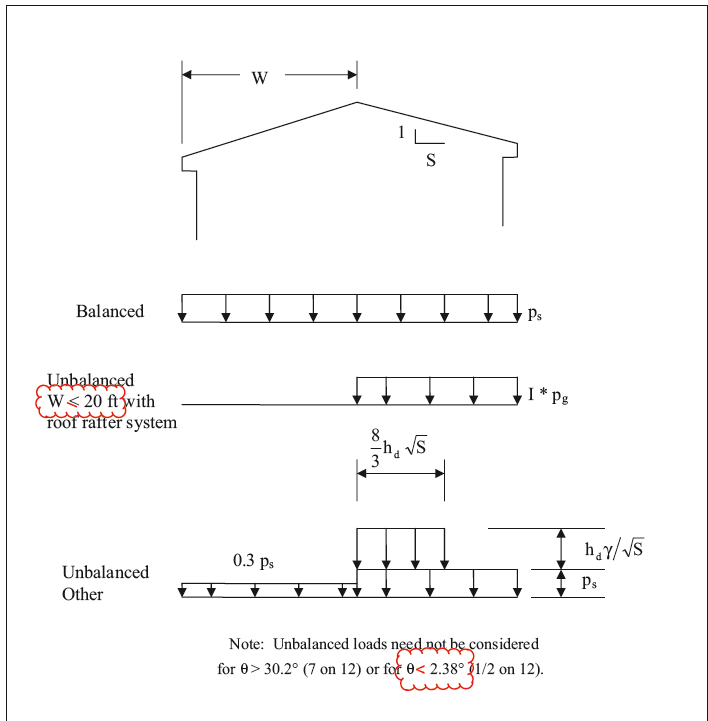 W
1
S
Balanced
ps
Unbalanced
W < 20 ft with
roof rafter system
I * pg
8/3 hd √S
0.3 ps
Unbalanced
Other
hdγ/√S
ps
Note: Unbalanced loads need not be considered
for θ > 30.2° (7 on 12) or for θ < 2.38° (1/2 on 12).